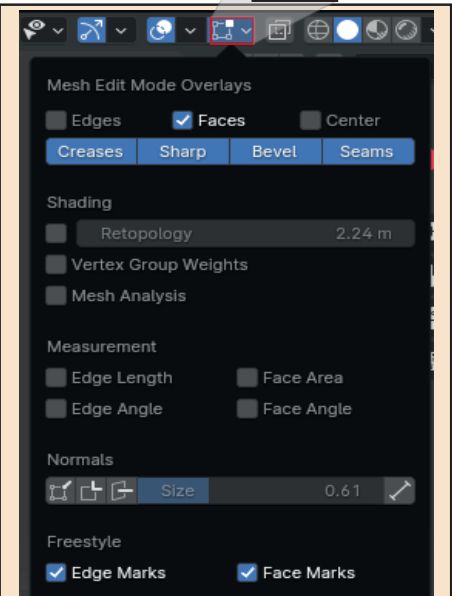 Mesh Edit Mode Overlays
Edges Faces Center
Creases Sharp Bevel Seams
Shading
Retopology 2.24 m
Vertex Group Weights
Mesh Analysis
Measurement
Edge Length Face Area
Edge Angle Face Angle
Normals
Size 0.61
Freestyle
Edge Marks Face Marks